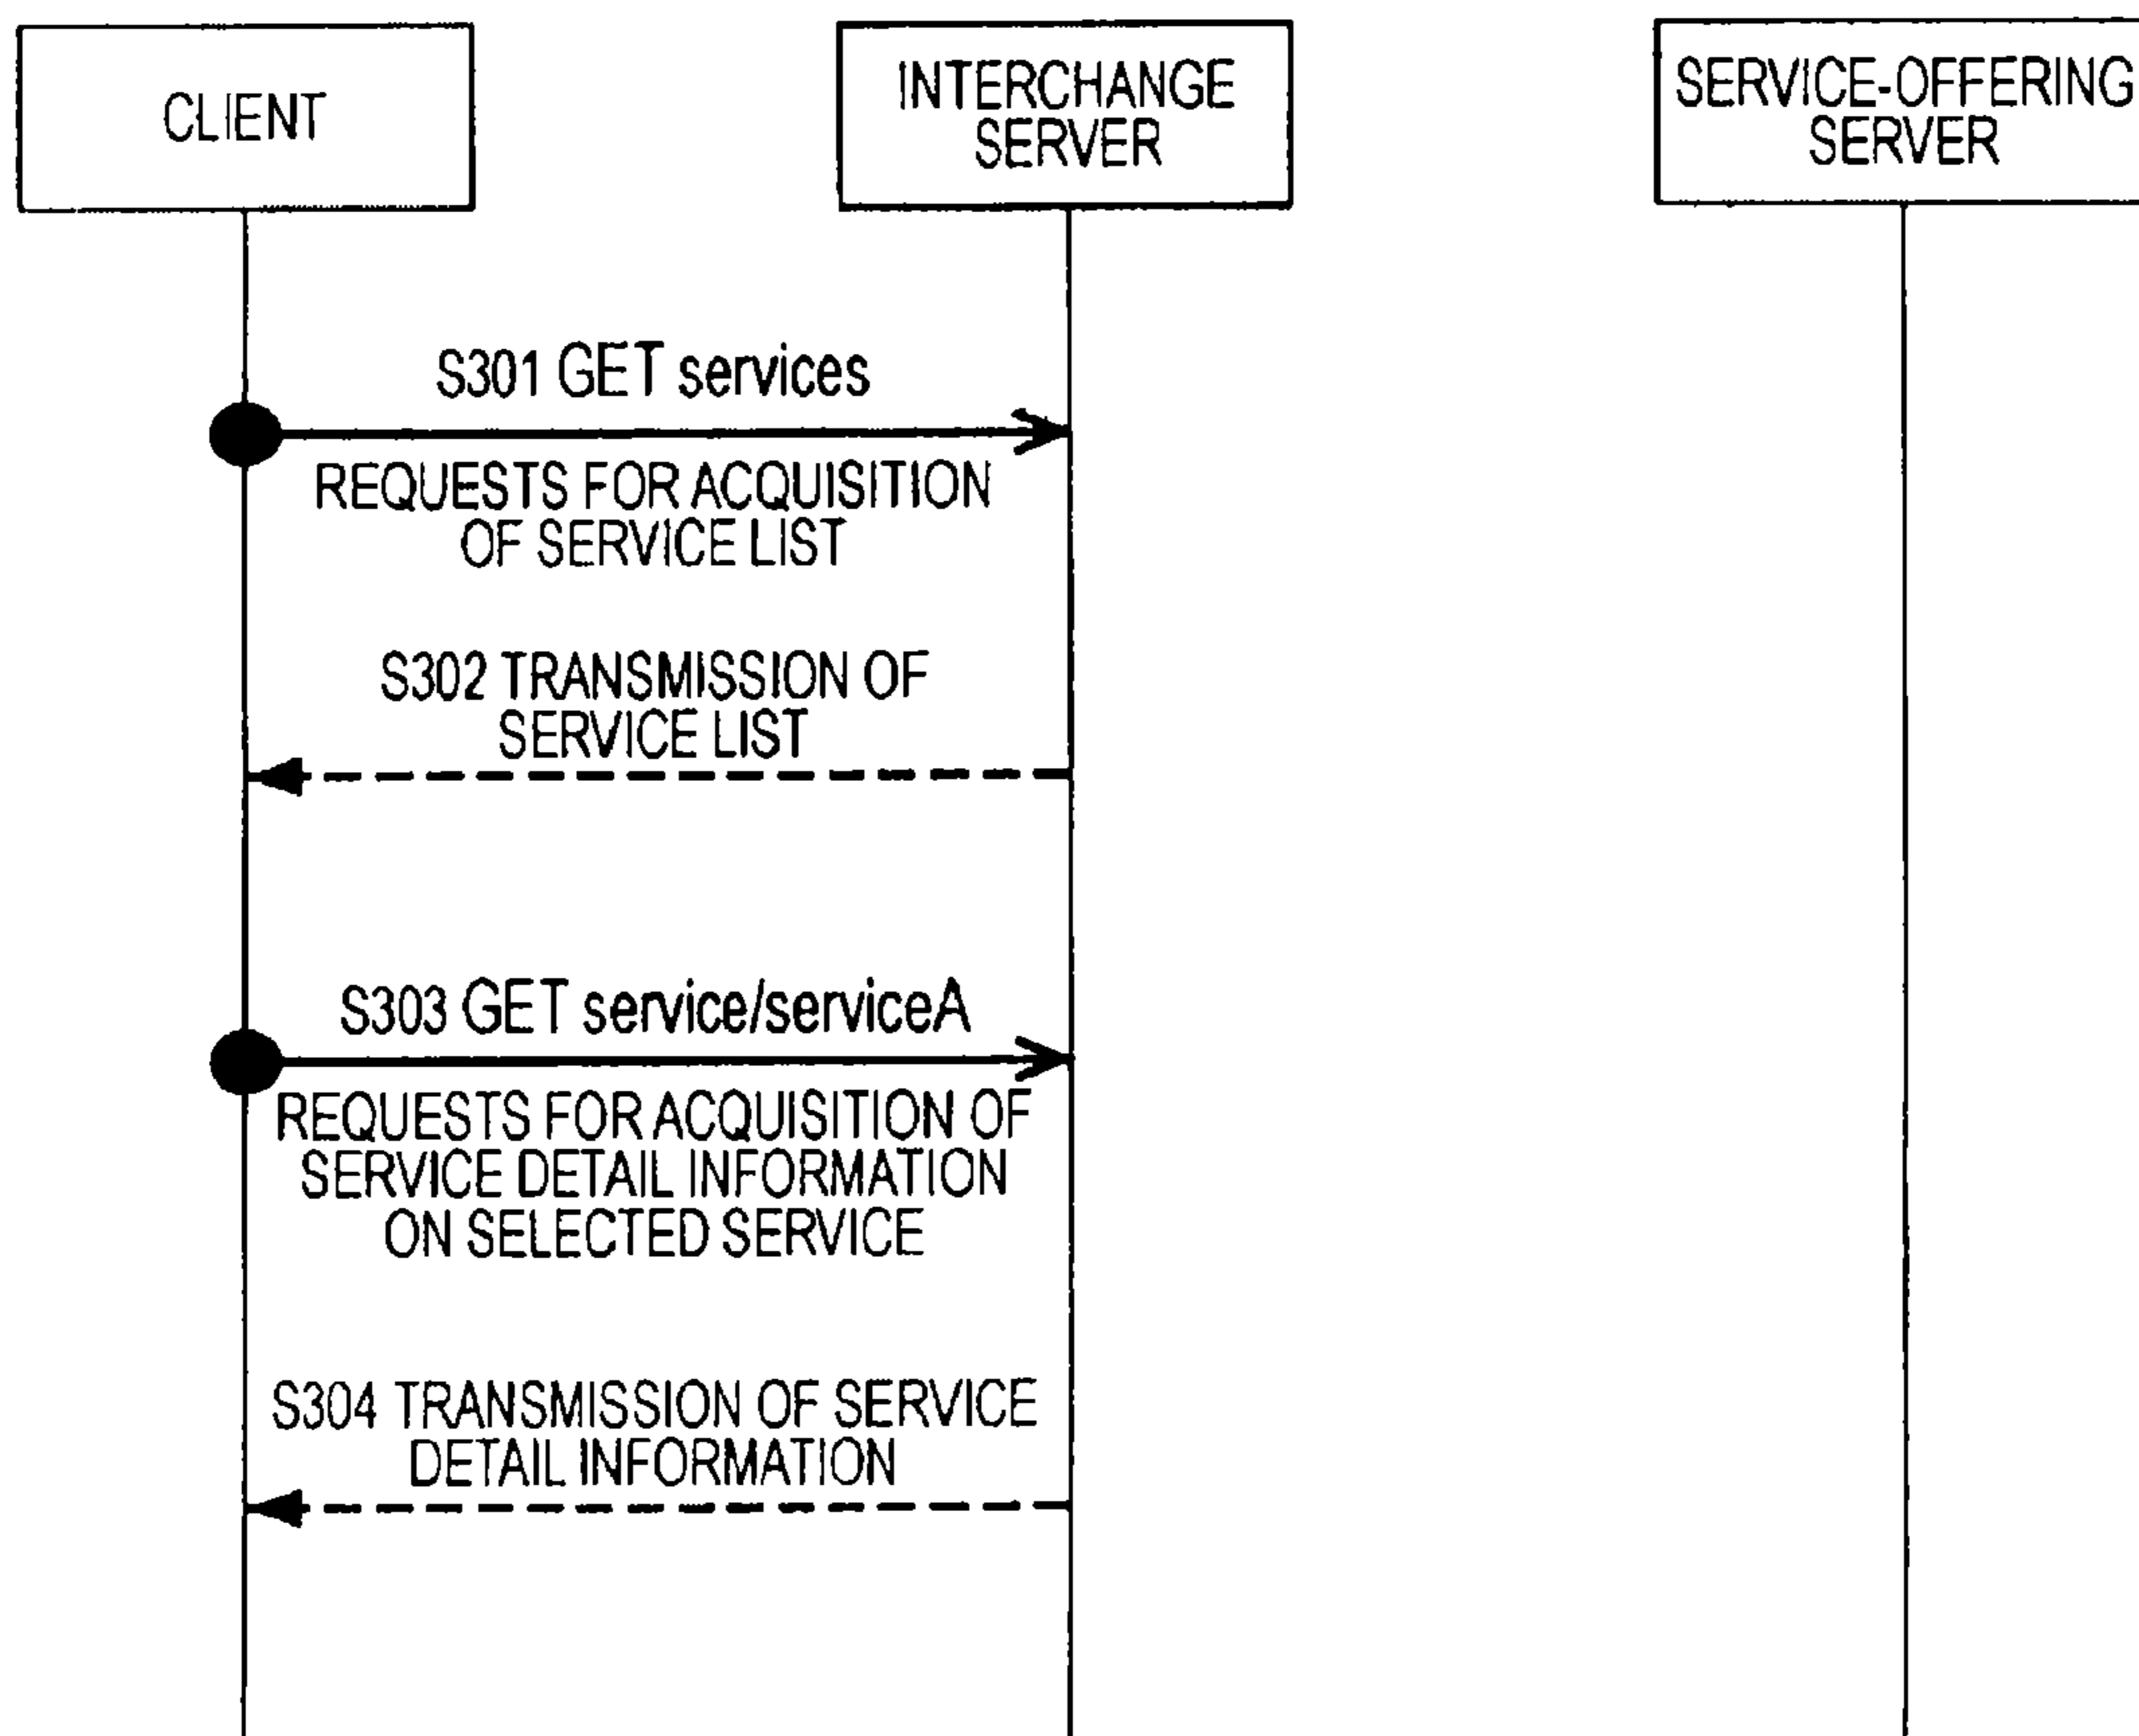 CLIENT
INTERCHANGE
SERVER
SERVICE-OFFERING
SERVER
S301 GET services
REQUESTS FOR ACQUISITION
OF SERVICE LIST
S302 TRANSMISSION OF
SERVICE LIST
S303 GET service/serviceA
REQUESTS FOR ACQUISITION OF
SERVICE DETAIL INFORMATION
ON SELECTED SERVICE
S304 TRANSMISSION OF SERVICE
DETAIL INFORMATION